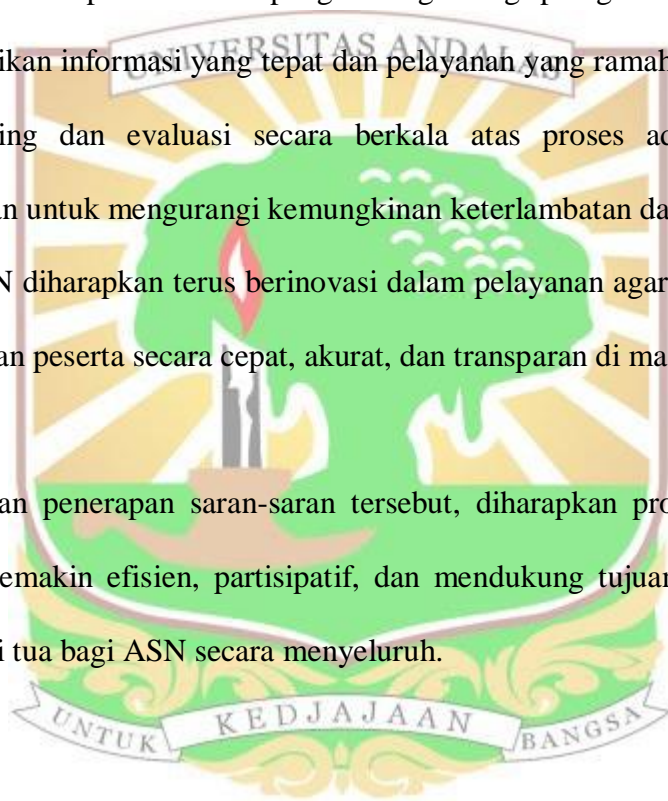 UNIVERSITAS ANDALAS
ikan informasi yang tepat dan pelayanan yang ramah
ing dan evaluasi secara berkala atas proses ad
an untuk mengurangi kemungkinan keterlambatan da
N diharapkan terus berinovasi dalam pelayanan agar
an peserta secara cepat, akurat, dan transparan di ma
an penerapan saran-saran tersebut, diharapkan pro
emakin efisien, partisipatif, dan mendukung tujuan
i tua bagi ASN secara menyeluruh.
UNTUK KEDJAJAAN BANGSA